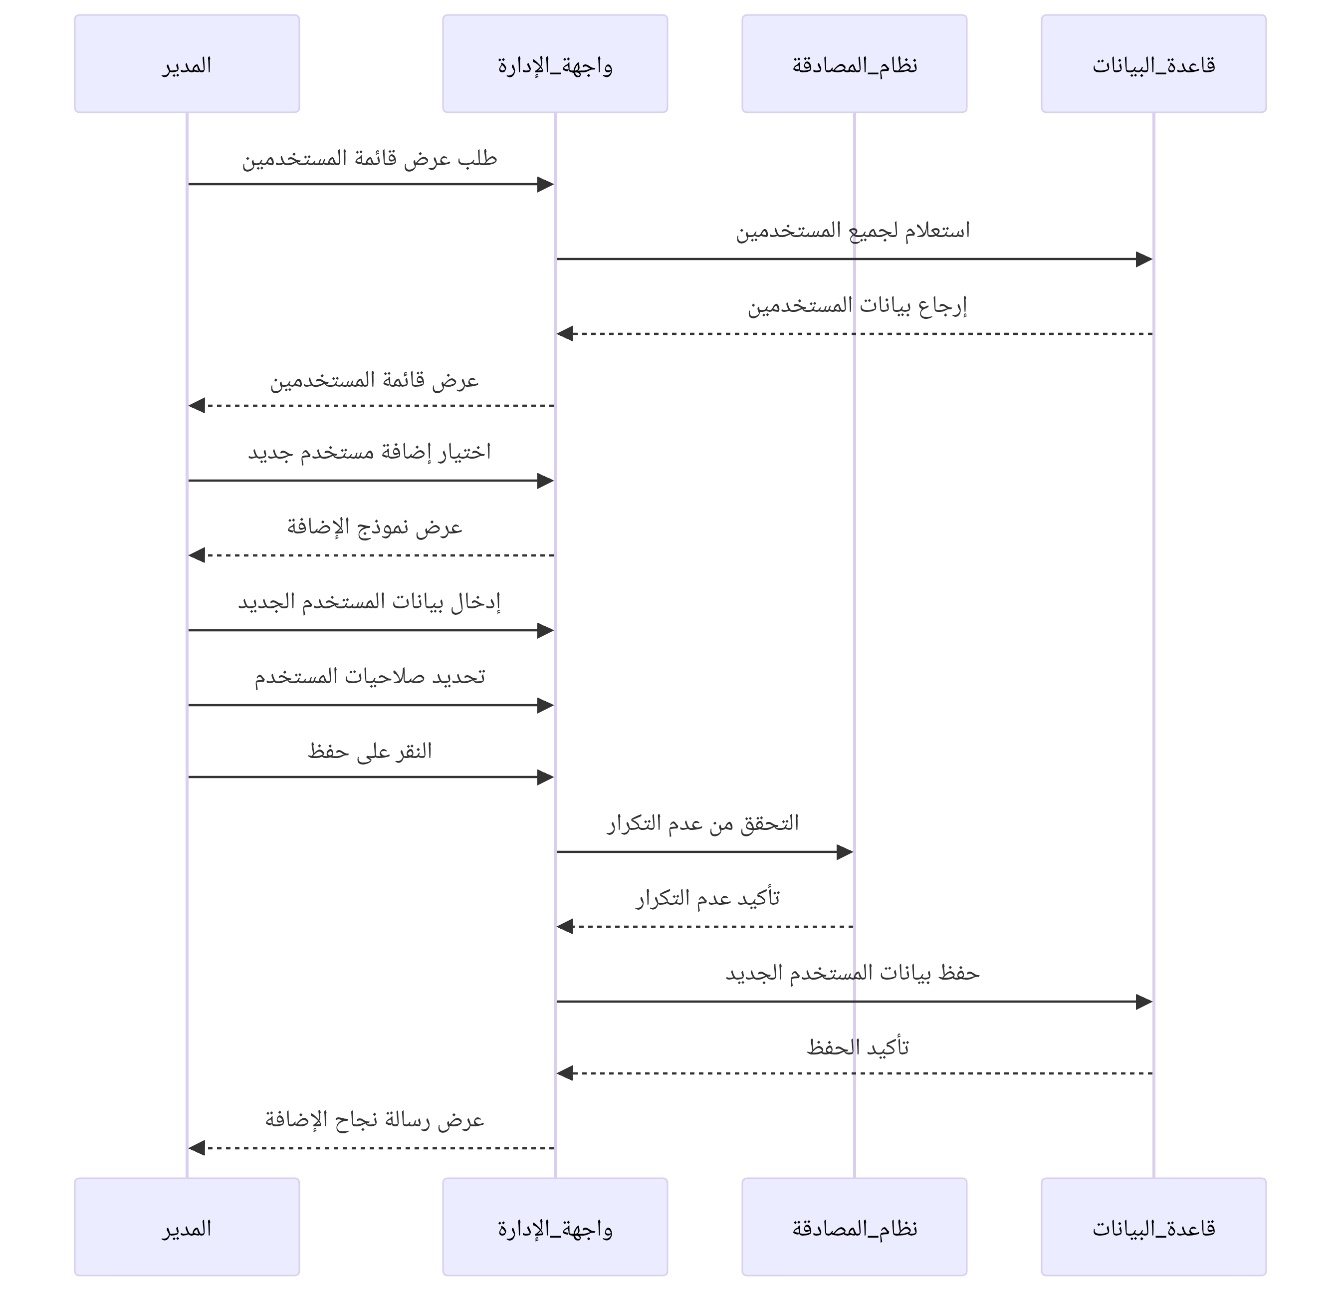 المدير
واجهة_الإدارة
نظام_المصادقة
قاعدة_البيانات
طلب عرض قائمة المستخدمين
استعلام لجميع المستخدمين
إرجاع بيانات المستخدمين
عرض قائمة المستخدمين
اختيار إضافة مستخدم جديد
عرض نموذج الإضافة
إدخال بيانات المستخدم الجديد
تحديد صلاحيات المستخدم
النقر على حفظ
التحقق من عدم التكرار
تأكيد عدم التكرار
حفظ بيانات المستخدم الجديد
تأكيد الحفظ
عرض رسالة نجاح الإضافة
المدير
واجهة_الإدارة
نظام_المصادقة
قاعدة_البيانات